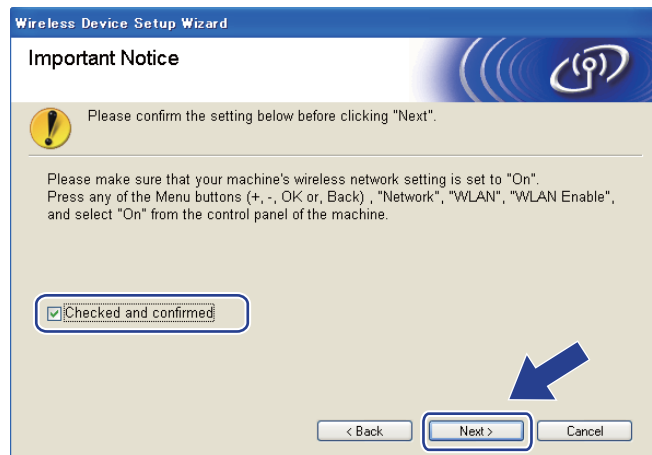 Wireless Device Setup Wizard
Important Notice
Please confirm the setting below before clicking "Next".
Please make sure that your machine's wireless network setting is set to "On".
Press any of the Menu buttons (+, -, OK or, Back) , "Network", "WLAN", "WLAN Enable",
and select "On" from the control panel of the machine.
Checked and confirmed
< Back
Next >
Cancel